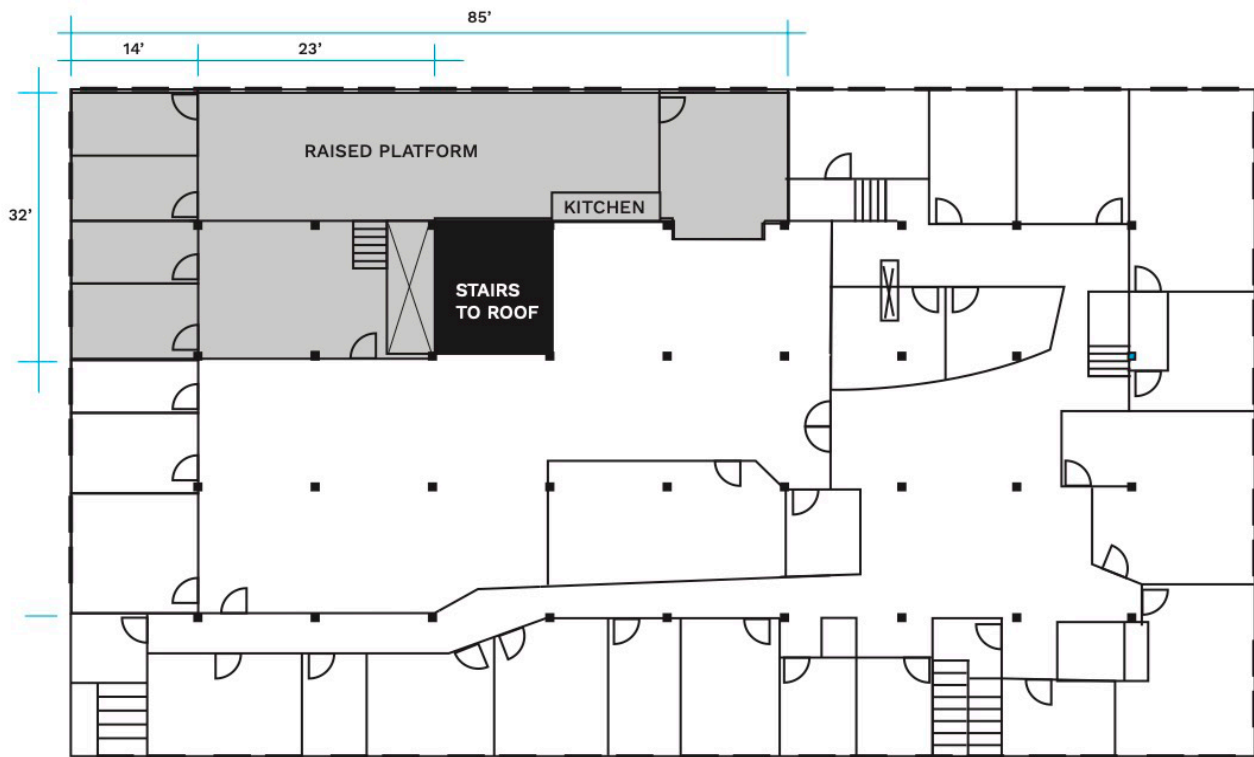 85’
14’
23’
32’
RAISED PLATFORM
KITCHEN
STAIRS
TO ROOF